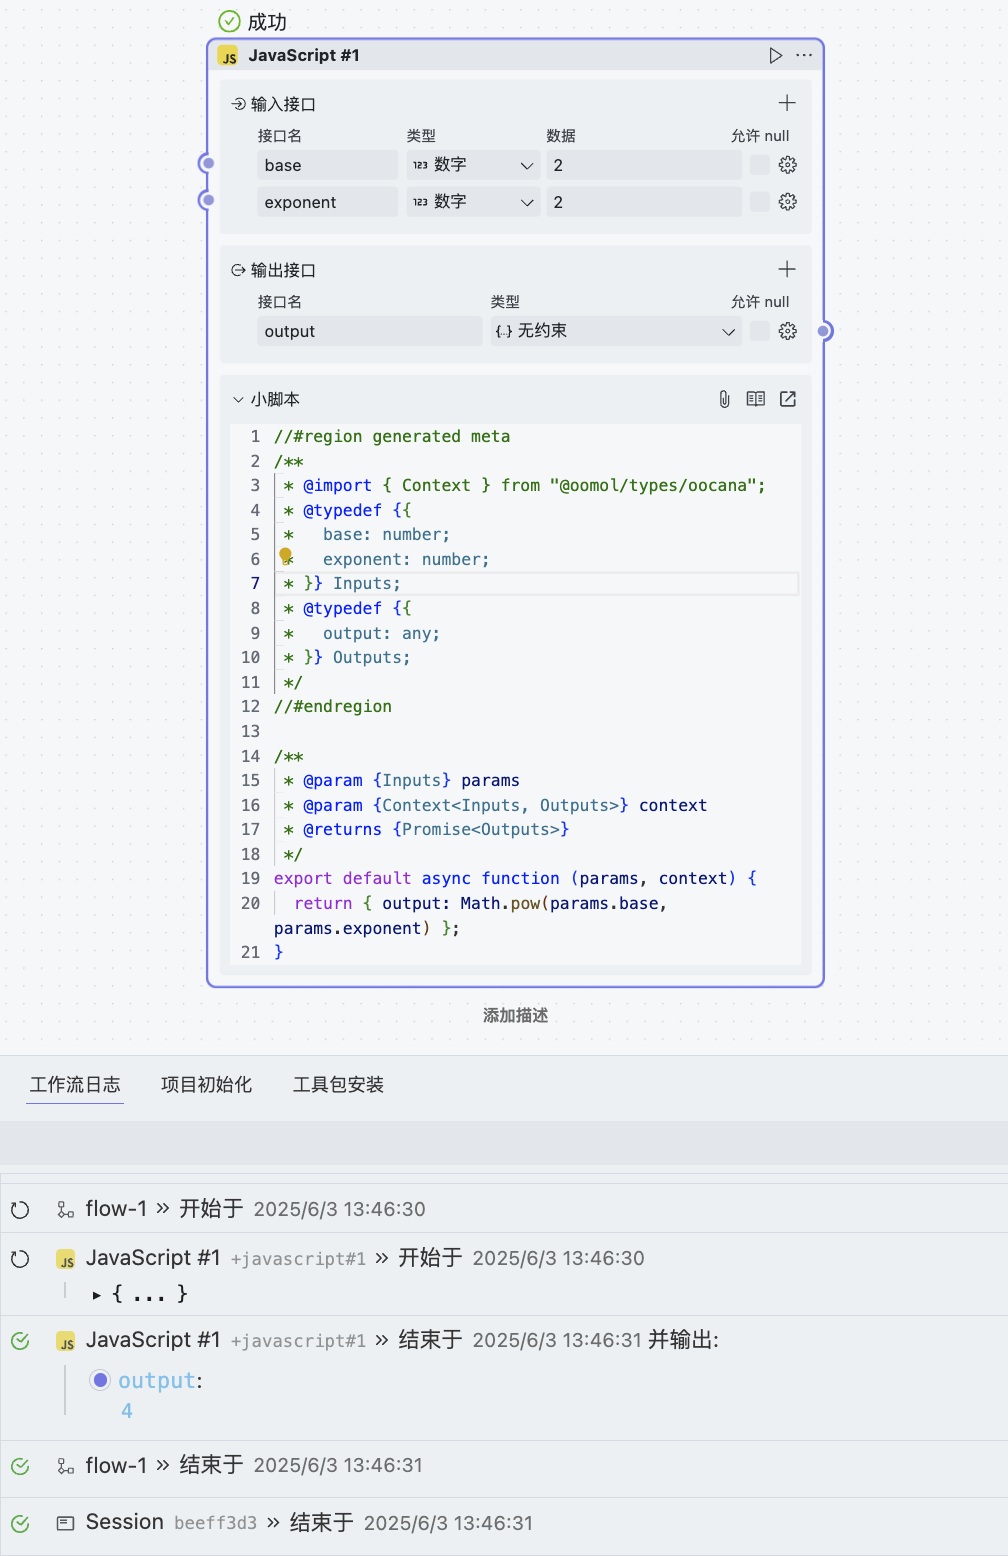 成功
JS JavaScript #1
输入接口
接口名 类型 数据 允许 null
base 123 数字 2
exponent 123 数字 2
输出接口
接口名 类型 允许 null
output {..} 无约束
小脚本
1 //#region generated meta
2 /**
3 * @import { Context } from "@oomol/types/oocana";
4 * @typedef {{
5 * base: number;
6 * exponent: number;
7 * }} Inputs;
8 * @typedef {{
9 * output: any;
10 * }} Outputs;
11 */
12 //#endregion
13
14 /**
15 * @param {Inputs} params
16 * @param {Context<Inputs, Outputs>} context
17 * @returns {Promise<Outputs>}
18 */
19 export default async function (params, context) {
20 return { output: Math.pow(params.base,
params.exponent) };
21 }
添加描述
工作流日志 项目初始化 工具包安装
flow-1 » 开始于 2025/6/3 13:46:30
JS JavaScript #1 +javascript#1 » 开始于 2025/6/3 13:46:30
▸ { ... }
JS JavaScript #1 +javascript#1 » 结束于 2025/6/3 13:46:31 并输出:
output:
4
flow-1 » 结束于 2025/6/3 13:46:31
Session beeff3d3 » 结束于 2025/6/3 13:46:31